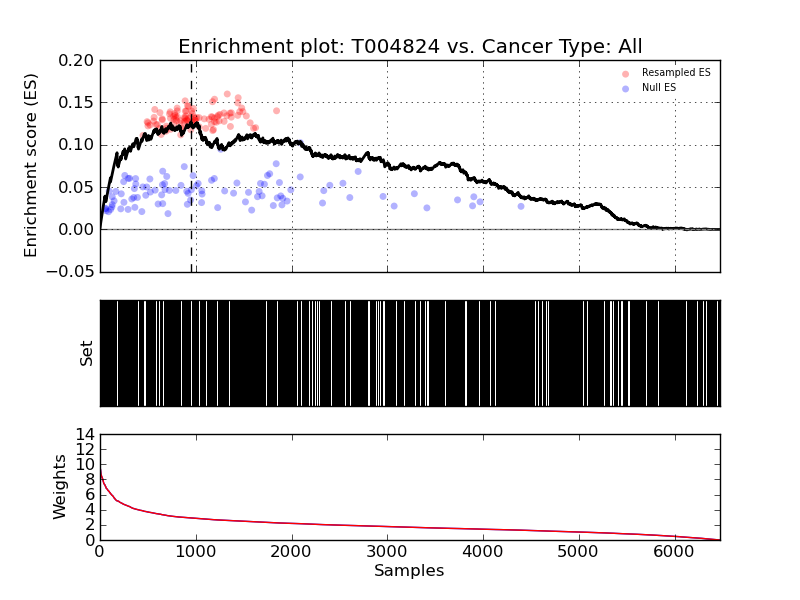 Enrichment plot: T004824 vs. Cancer Type: All
0.20
0.15
0.10
0.05
0.00
−0.05
Enrichment score (ES)
Resampled ES
Null ES
Set
14
12
10
8
6
4
2
0
Weights
0 1000 2000 3000 4000 5000 6000
Samples